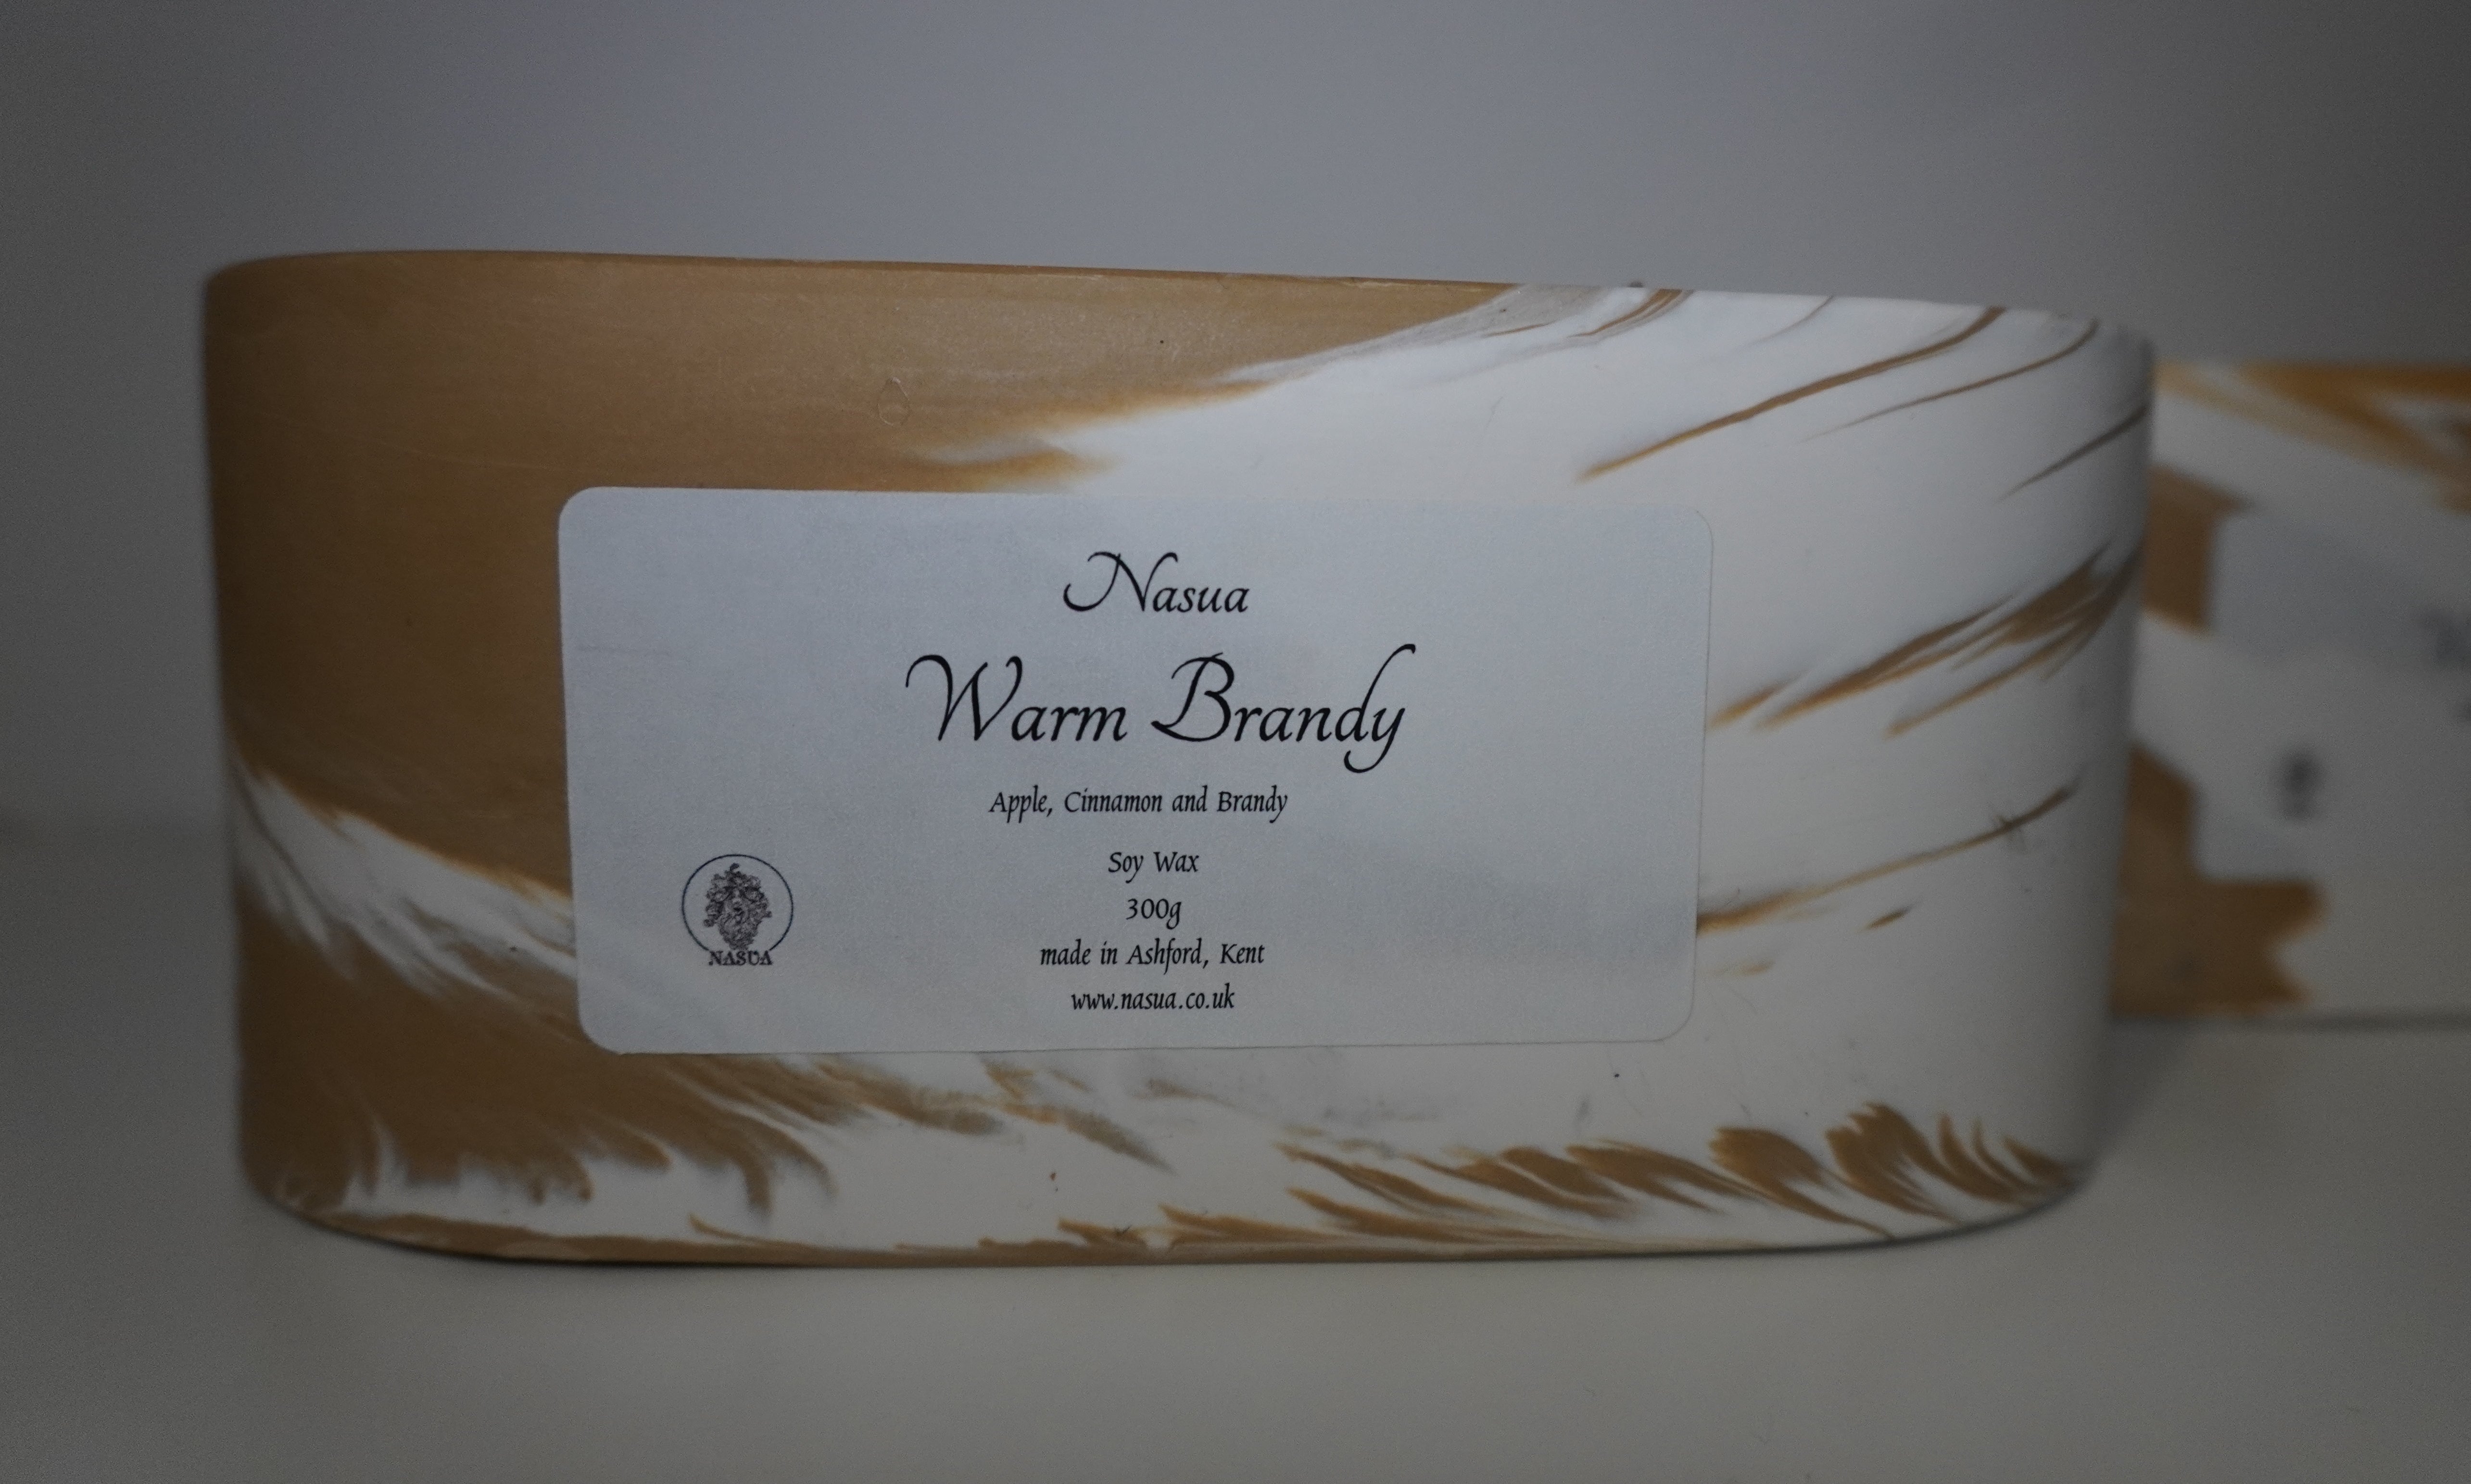 Nasua
Warm Brandy
Apple, Cinnamon and Brandy
Soy Wax
300g
made in Ashford, Kent
www.nasua.co.uk
NASUA